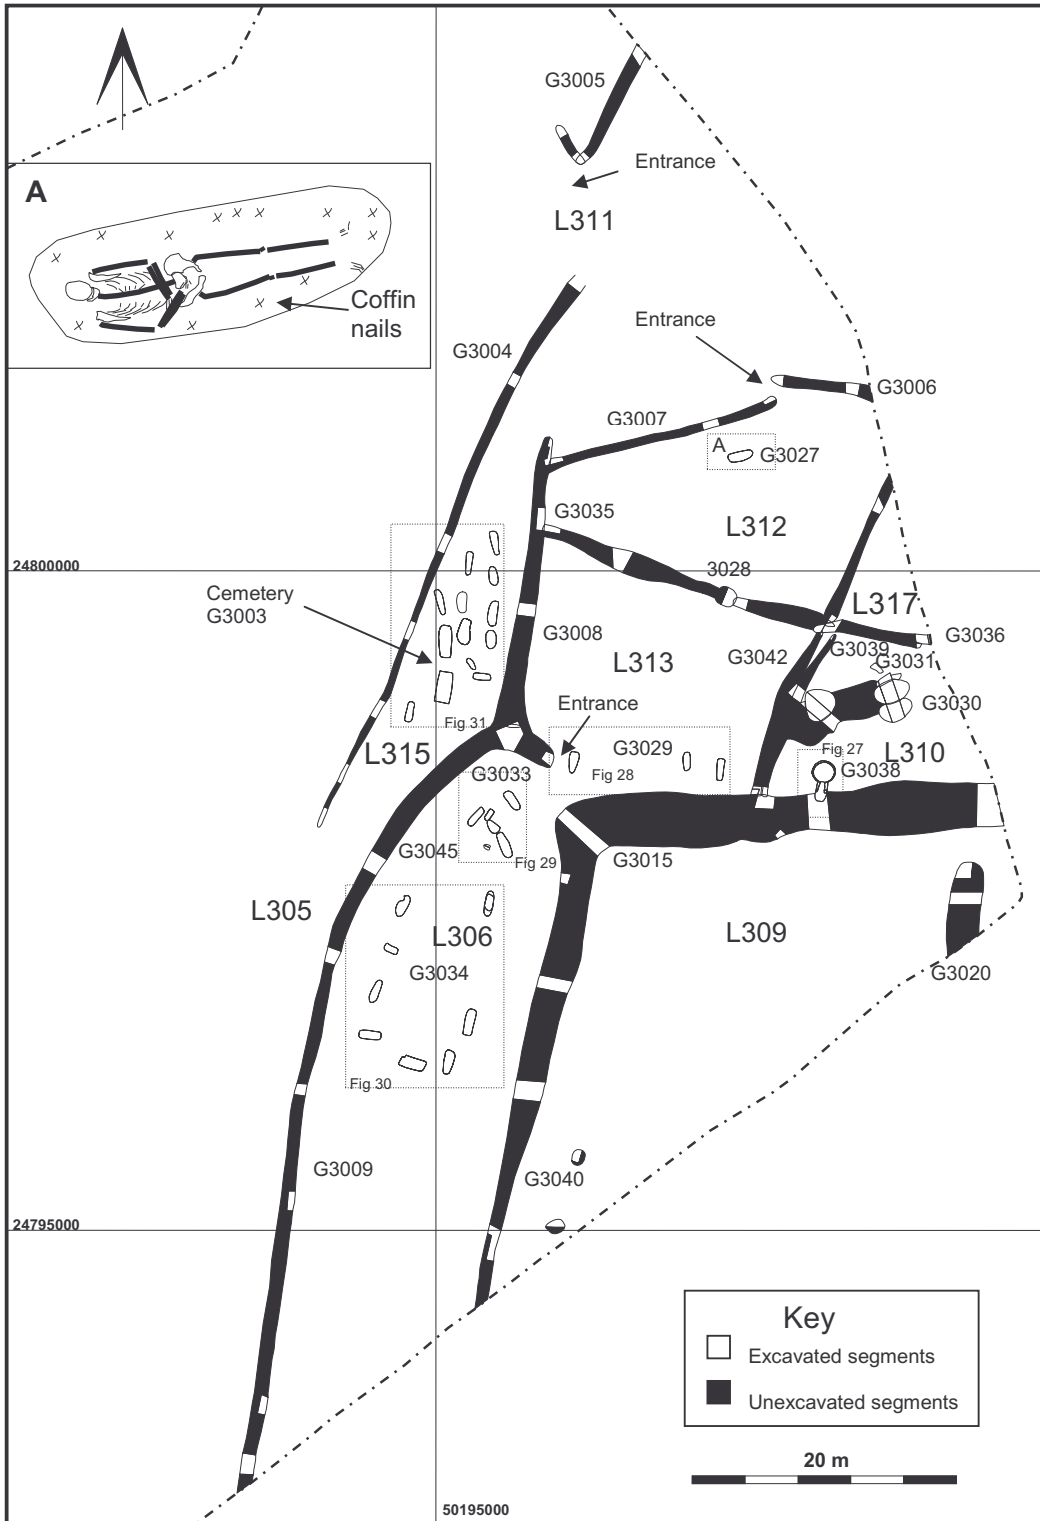 G3005
Entrance
A
L311
Coffin
nails
Entrance
G3004
G3006
G3007
A
G3027
G3035
L312
24800000
3028
Cemetery
G3003
L317
G3008
G3036
G3039
G3042
L313
G3031
G3030
Entrance
Fig 31
L315
G3029
Fig 27
L310
G3033
Fig 28
G3038
G3045
Fig 29
G3015
L305
L306
L309
G3034
G3020
Fig 30
G3009
G3040
24795000
Key
Excavated segments
Unexcavated segments
20 m
50195000